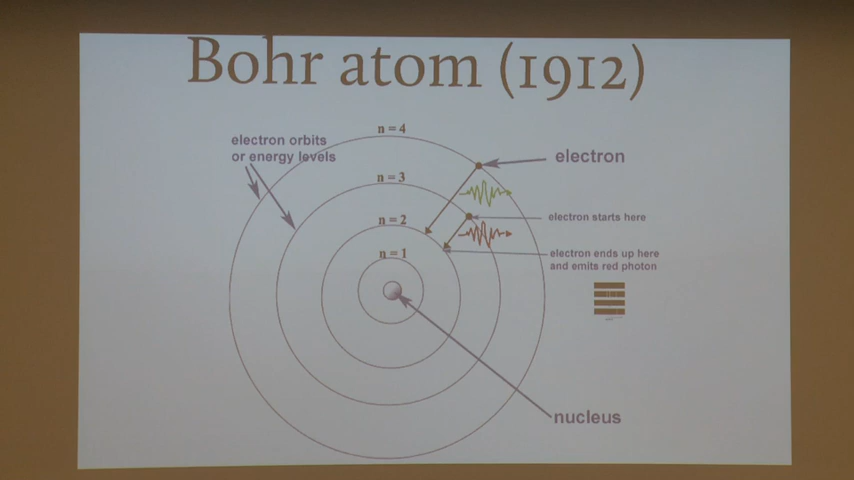 Bohr atom (1912)
n = 4
electron orbits
or energy levels
electron
n = 3
n = 2
electron starts here
n = 1
electron ends up here
and emits red photon
nucleus